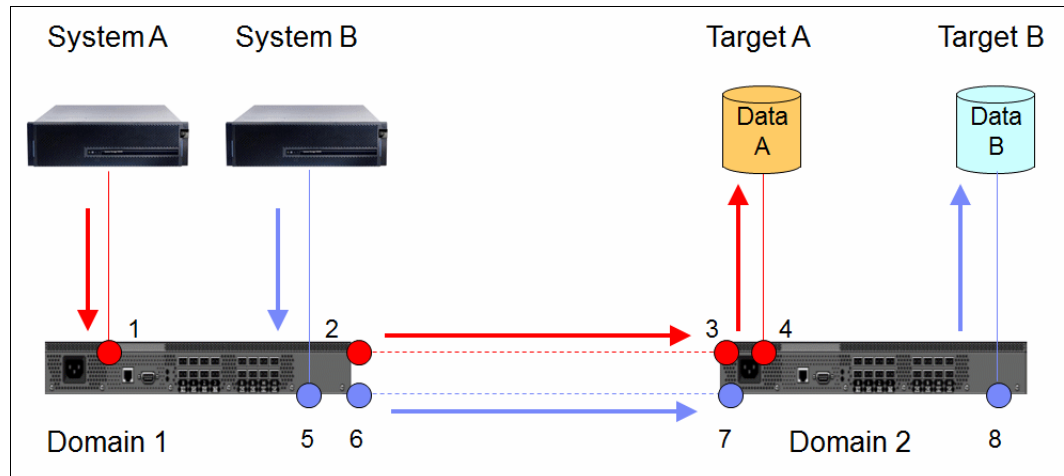 System A
System B
Target A
Target B
Data
A
Data
B
1
2
3
4
Domain 1
5
6
7
Domain 2
8